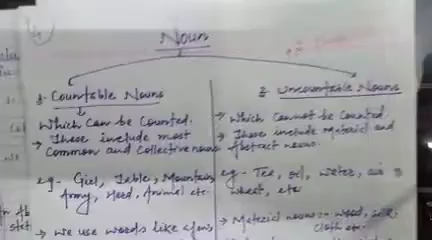 Noun
1. Countable Nouns
Which Can be Counted.
→ These include most
Common and Collective nouns
eg- Girl, Table, Mountain,
Army, Herd, Animal etc.
→ We use words like a few
2. Uncountable Nouns
→ Which Cannot be Counted.
→ These include Material and
Abstract nouns.
eg- Tea, oil, water, air,
wheat, etc
→ Material nouns:- wood, silk,
Cloth etc.